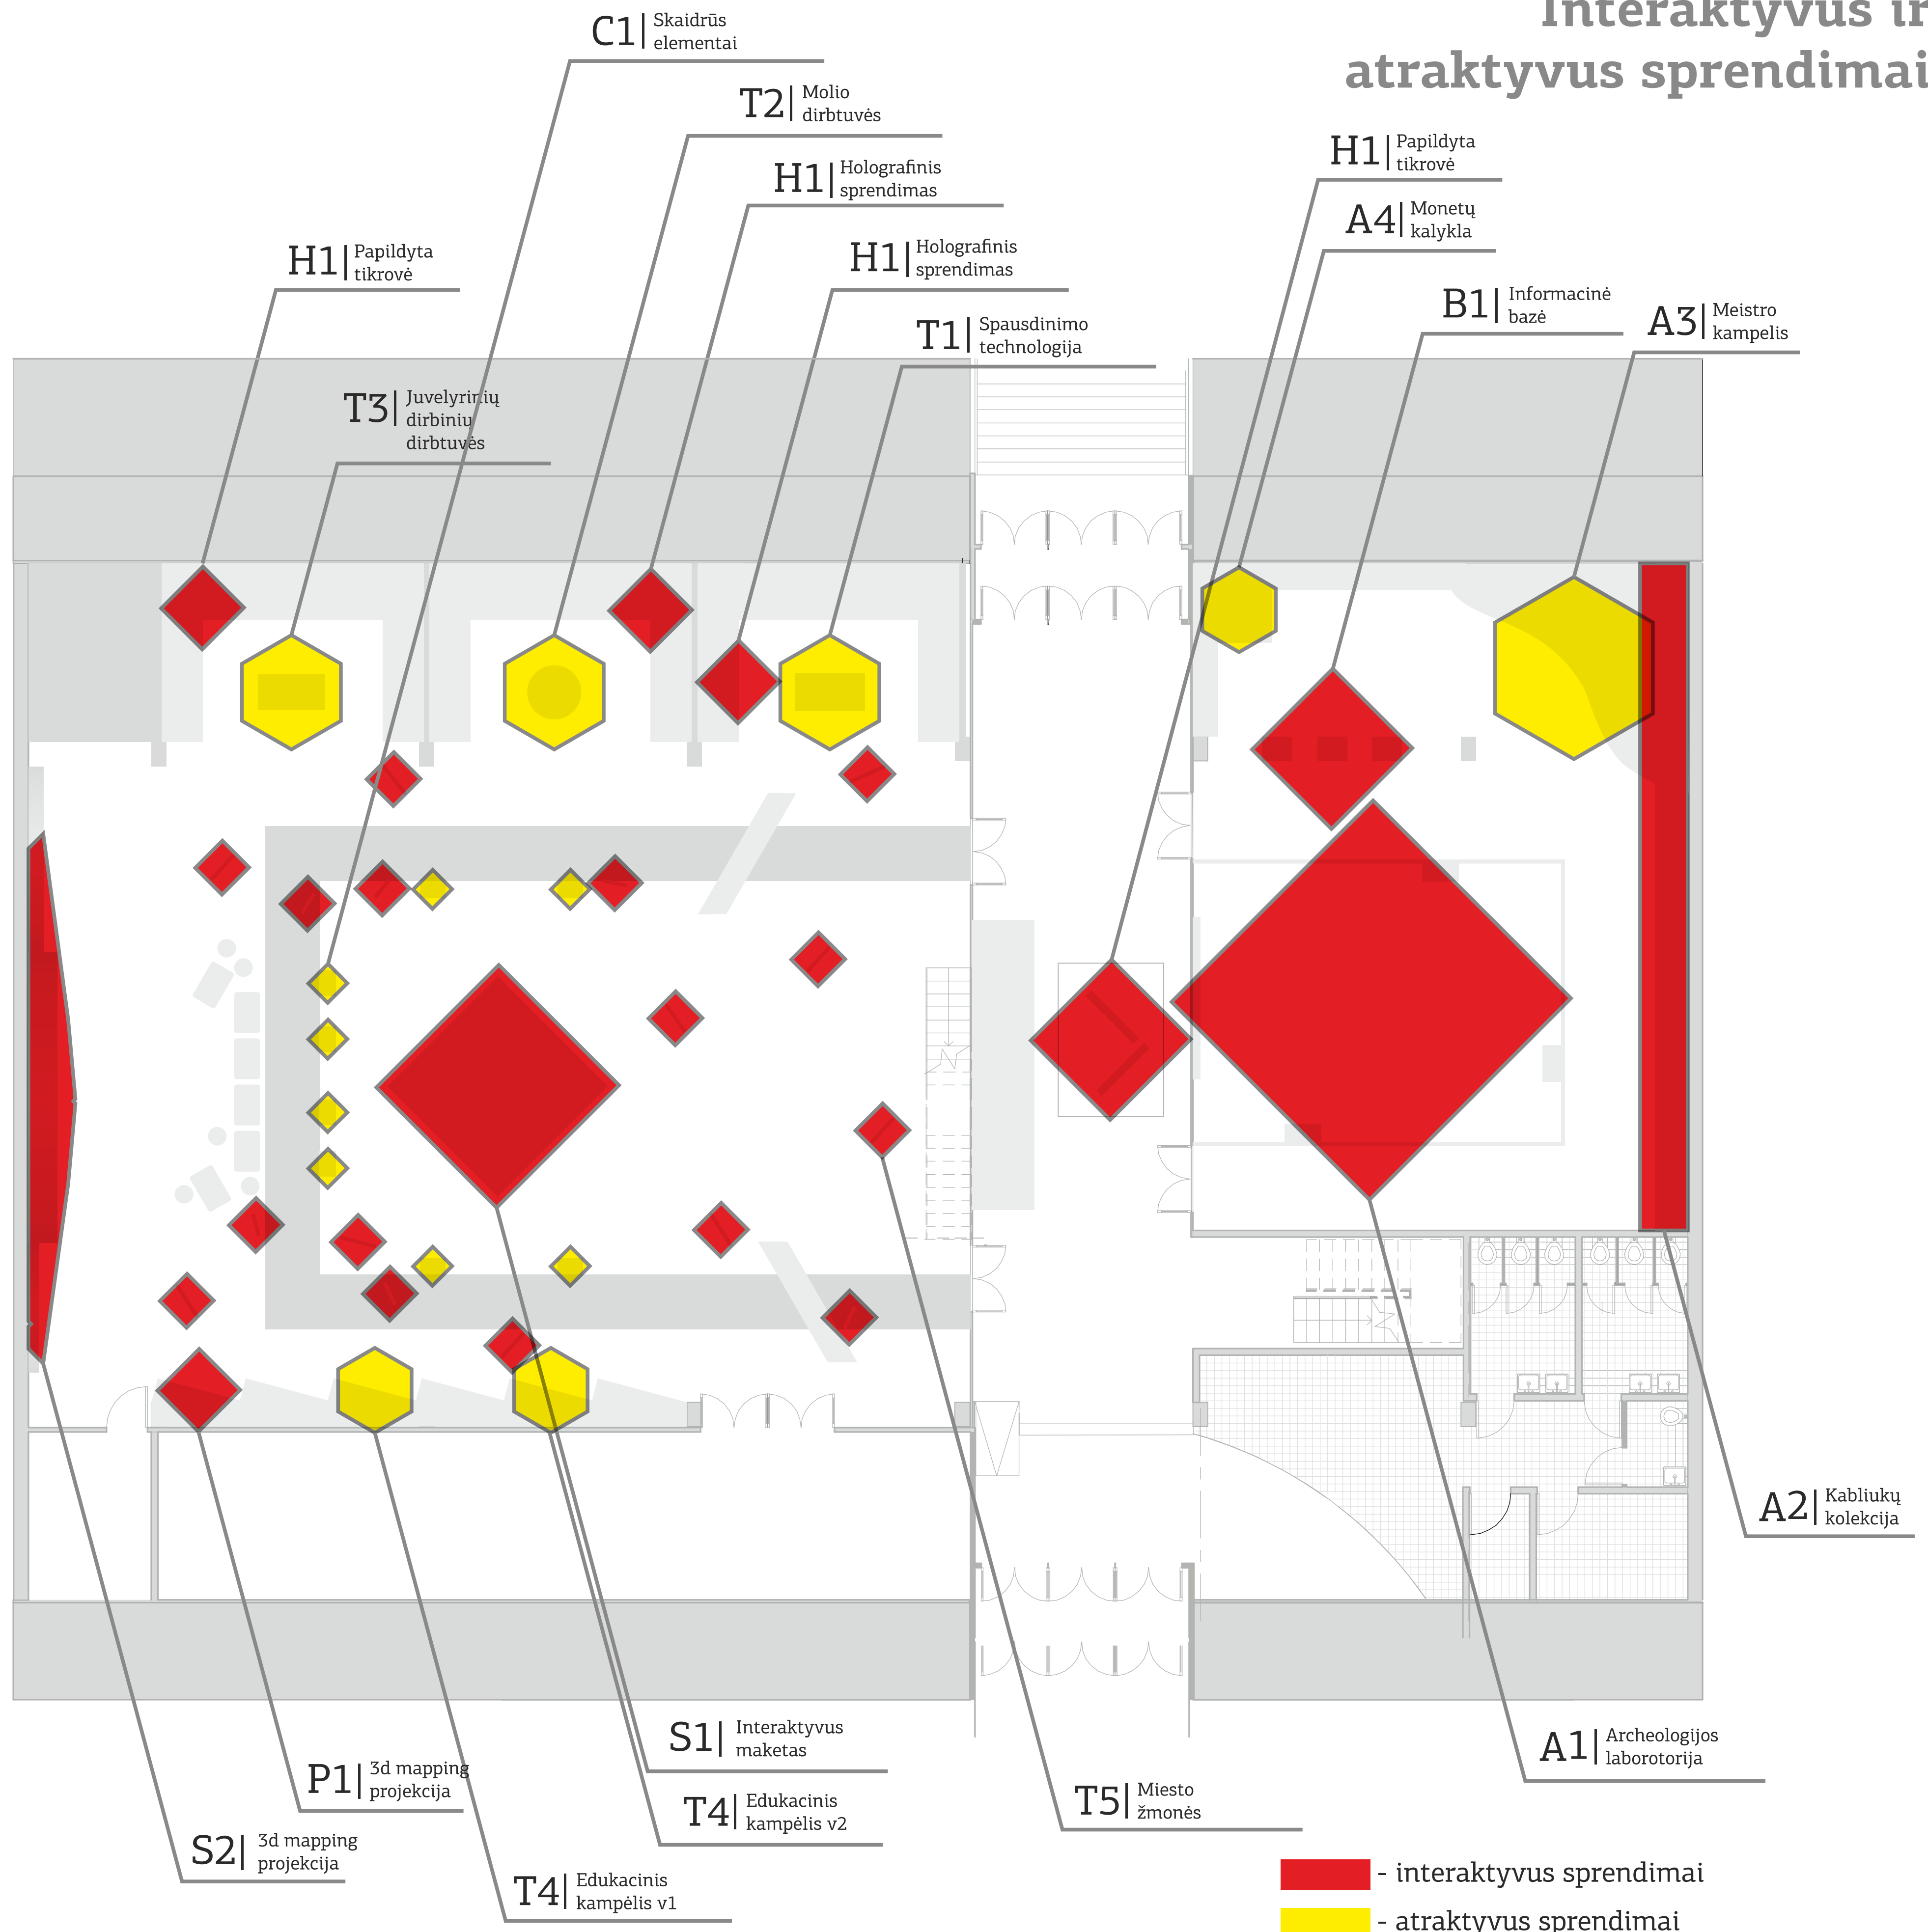 Interaktyvus ir
atraktyvus sprendimai
C1| Skaidrūs
elementai
T2| Molio
dirbtuvės
H1| Holografinis
sprendimas
H1| Papildyta
tikrovė
A4| Monetų
kalykla
H1| Papildyta
tikrovė
H1| Holografinis
sprendimas
B1| Informacinė
bazė
A3| Meistro
kampelis
T1| Spausdinimo
technologija
T3| Juvelyrinių
dirbiniu
dirbtuvės
A2| Kabliukų
kolekcija
S1| Interaktyvus
maketas
A1| Archeologijos
laborotorija
P1| 3d mapping
projekcija
T4| Edukacinis
kampėlis v2
T5| Miesto
žmonės
S2| 3d mapping
projekcija
T4| Edukacinis
kampėlis v1
- interaktyvus sprendimai
- atraktyvus sprendimai